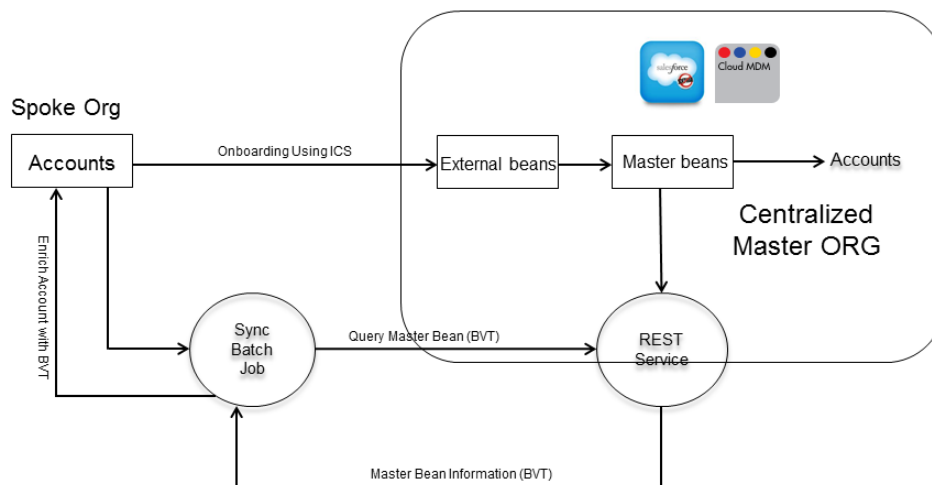 salesforce
Cloud MDM
Spoke Org
Accounts
Onboarding Using ICS
External beans
Master beans
Accounts
Centralized
Master ORG
Enrich Account with BVT
Sync
Batch
Job
Query Master Bean (BVT)
REST
Service
Master Bean Information (BVT)